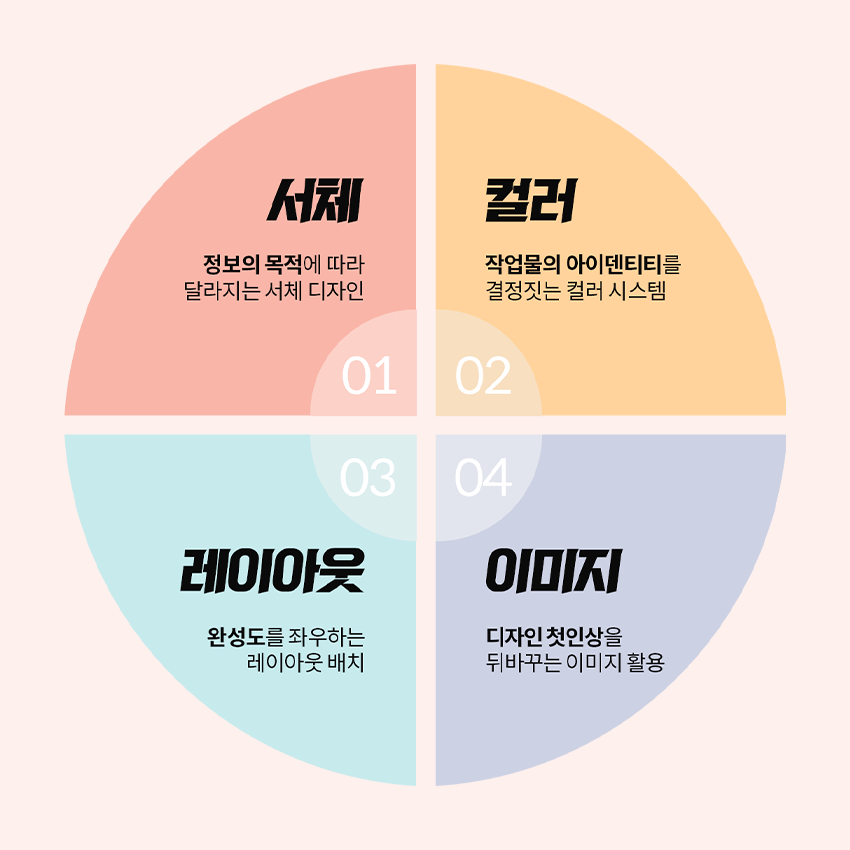 서체
정보의 목적에 따라
달라지는 서체 디자인
01
컬러
작업물의 아이덴티티를
결정짓는 컬러 시스템
02
03
레이아웃
완성도를 좌우하는
레이아웃 배치
04
이미지
디자인 첫인상을
뒤바꾸는 이미지 활용